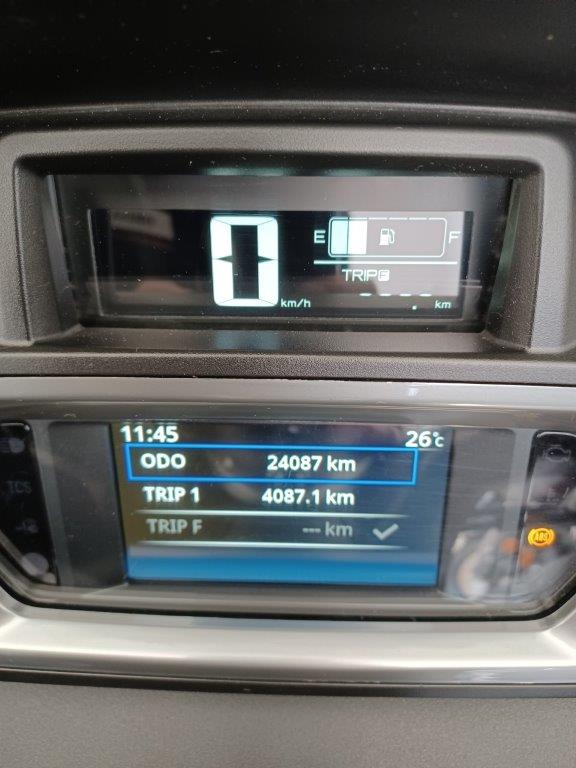 0 km/h
E F
TRIP F
---.- km
11:45 26°c
ODO 24087 km
TRIP 1 4087.1 km
TRIP F --- km
TCS
ABS